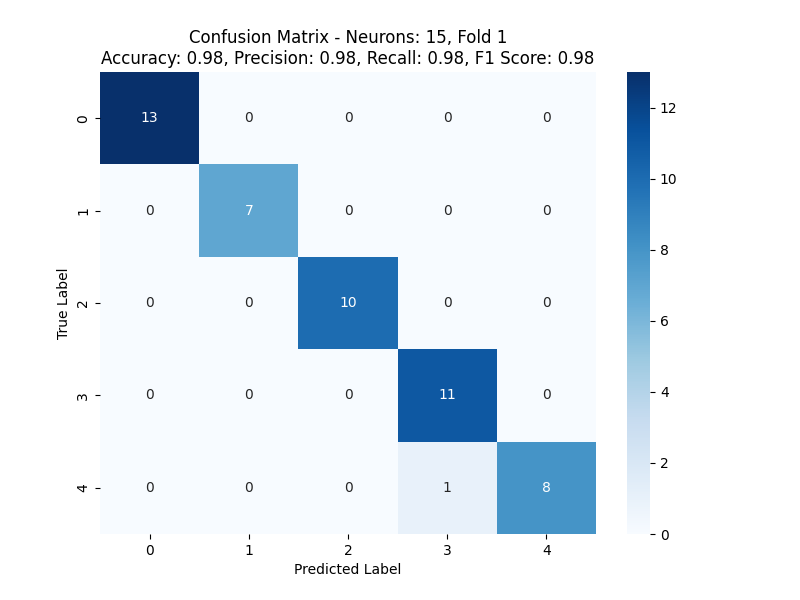 Confusion Matrix - Neurons: 15, Fold 1
Accuracy: 0.98, Precision: 0.98, Recall: 0.98, F1 Score: 0.98
True Label
0 13 0 0 0 0
1 0 7 0 0 0
2 0 0 10 0 0
3 0 0 0 11 0
4 0 0 0 1 8
0 1 2 3 4
Predicted Label
12
10
8
6
4
2
0